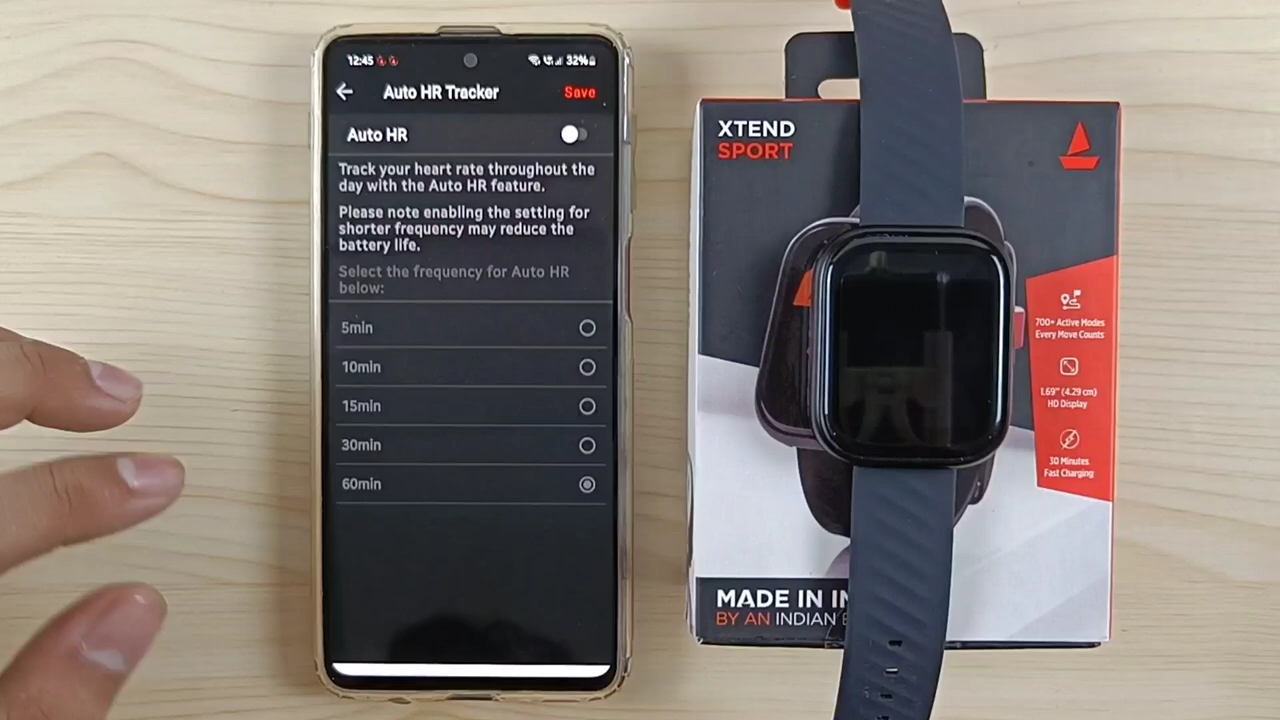 12:45
32%
Auto HR Tracker
Save
Auto HR
Track your heart rate throughout the
day with the Auto HR feature.
Please note enabling the setting for
shorter frequency may reduce the
battery life.
Select the frequency for Auto HR
below:
5min
10min
15min
30min
60min
XTEND
SPORT
700+ Active Modes
Every Move Counts
1.69" (4.29 cm)
HD Display
30 Minutes
Fast Charging
MADE IN IN
BY AN INDIAN